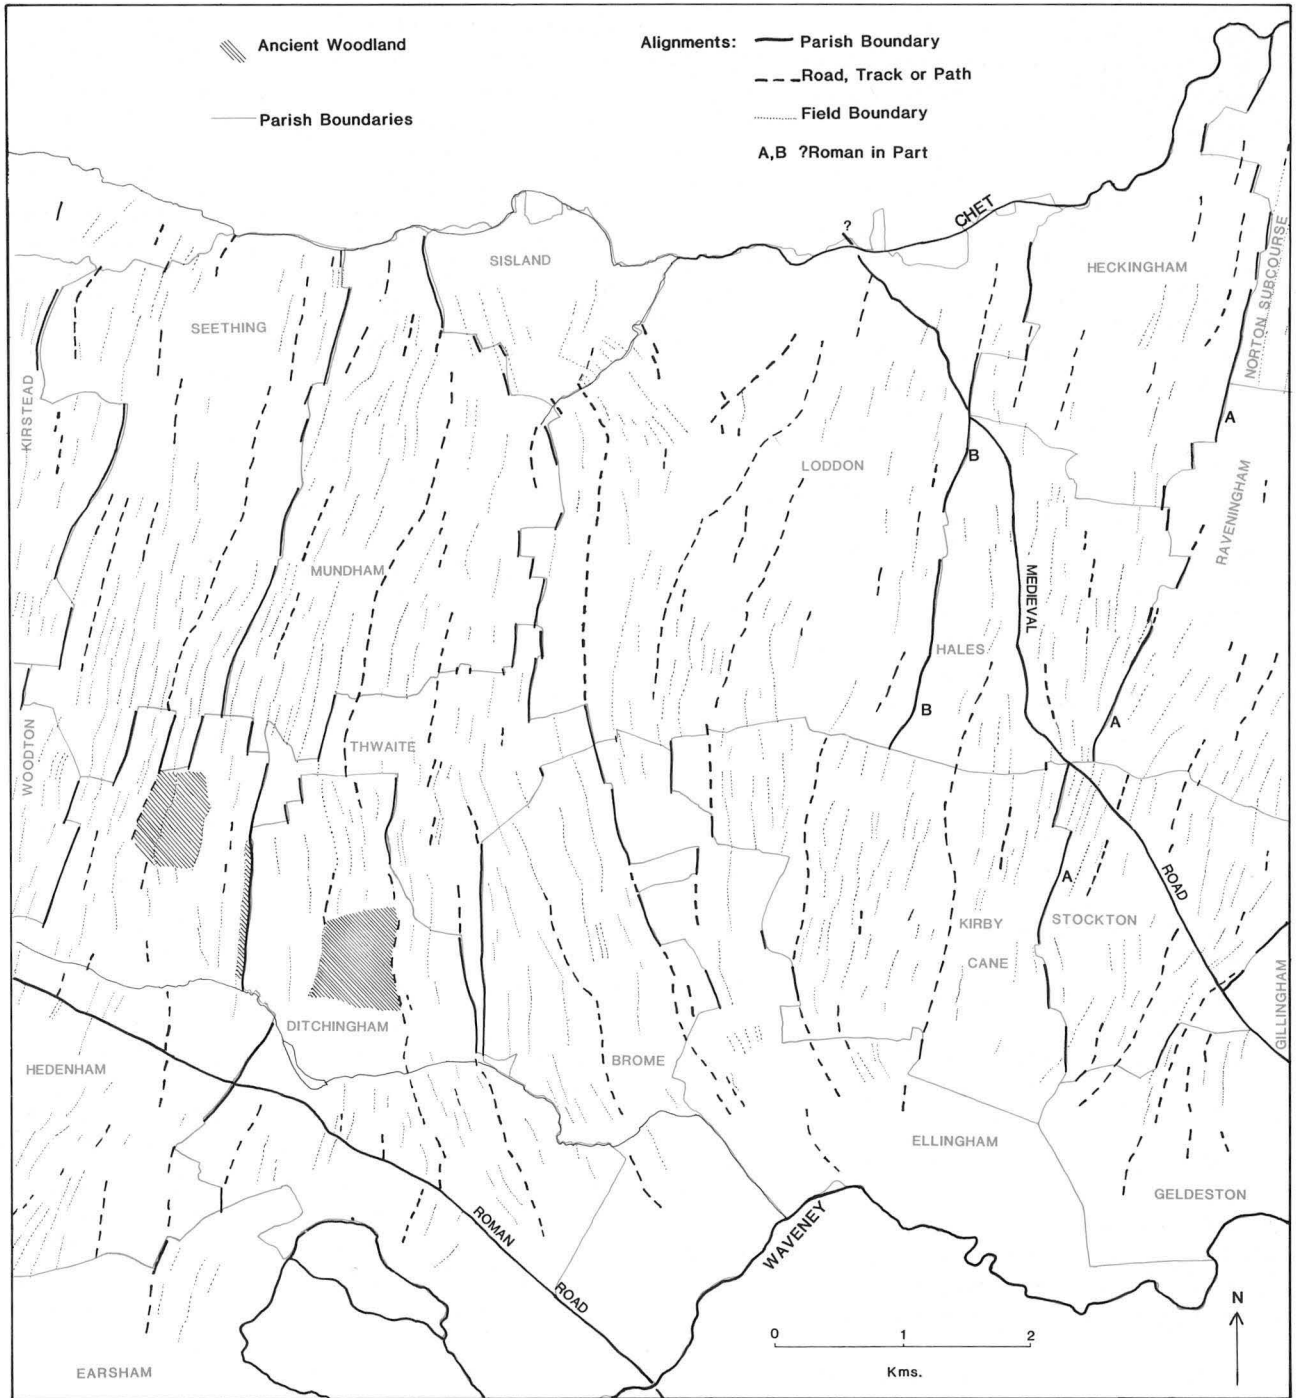 Ancient Woodland
Parish Boundaries
Alignments:
Parish Boundary
Road, Track or Path
Field Boundary
A,B ?Roman in Part
?
CHET
SISLAND
HECKINGHAM
NORTON SUBCOURSE
SEETHING
KIRSTEAD
A
B
LODDON
RAVENINGHAM
MUNDHAM
MEDIEVAL
HALES
B
A
WOODTON
THWAITE
A
ROAD
KIRBY
CANE
STOCKTON
GILLINGHAM
DITCHINGHAM
HEDENHAM
BROME
ELLINGHAM
GELDESTON
ROMAN
ROAD
WAVENEY
N
0 1 2
Kms.
EARSHAM